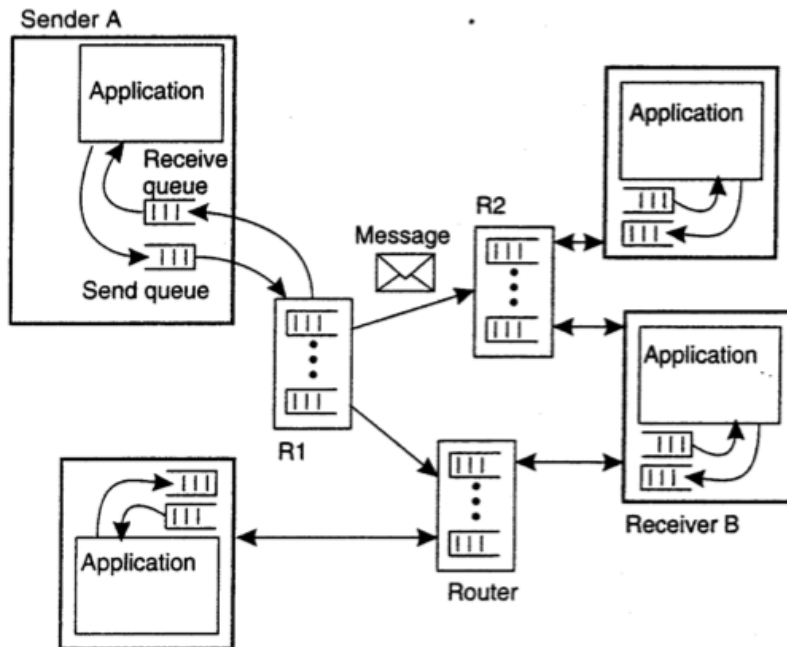 Sender A
Application
Receive
queue
Send queue
Message
R2
Application
R1
Application
Receiver B
Application
Router